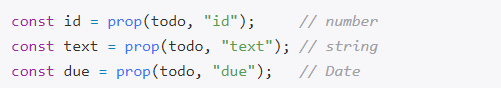 const id = prop(todo, "id");     // number
const text = prop(todo, "text"); // string
const due = prop(todo, "due");   // Date